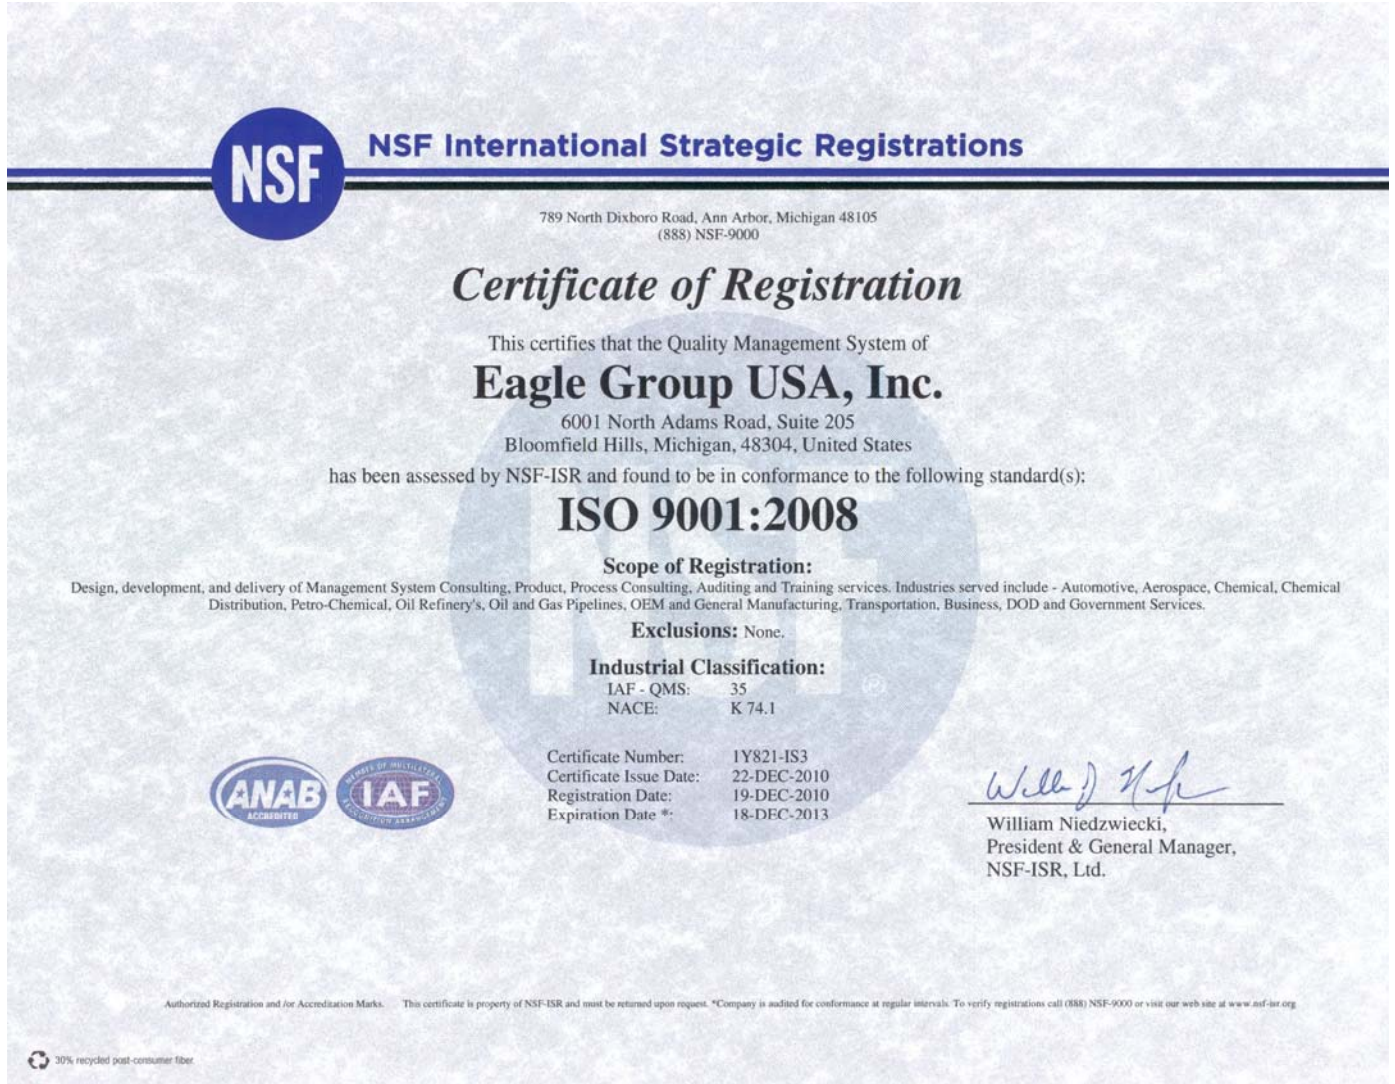 NSF
NSF International Strategic Registrations
789 North Dixboro Road, Ann Arbor, Michigan 48105
(888) NSF-9000
Certificate of Registration
This certifies that the Quality Management System of
Eagle Group USA, Inc.
6001 North Adams Road, Suite 205
Bloomfield Hills, Michigan, 48304, United States
has been assessed by NSF-ISR and found to be in conformance to the following standard(s):
ISO 9001:2008
Scope of Registration:
Design, development, and delivery of Management System Consulting, Product, Process Consulting, Auditing and Training services. Industries served include - Automotive, Aerospace, Chemical, Chemical
Distribution, Petro-Chemical, Oil Refinery's, Oil and Gas Pipelines, OEM and General Manufacturing, Transportation, Business, DOD and Government Services.
Exclusions: None.
Industrial Classification:
IAF - QMS: 35
NACE: K 74.1
NSF
®
Certificate Number: 1Y821-IS3
Certificate Issue Date: 22-DEC-2010
Registration Date: 19-DEC-2010
Expiration Date *: 18-DEC-2013
ANAB
ACCREDITED
MEMBER OF MULTILATERAL
IAF
RECOGNITION ARRANGEMENT
William Niedzwiecki,
President & General Manager,
NSF-ISR, Ltd.
Authorized Registration and /or Accreditation Marks. This certificate is property of NSF-ISR and must be returned upon request. *Company is audited for conformance at regular intervals. To verify registrations call (888) NSF-9000 or visit our web site at www.nsf-isr.org
30% recycled post-consumer fiber.